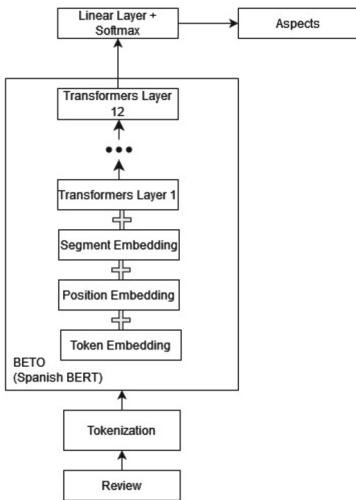 Linear Layer +
Softmax
Aspects
Transformers Layer
12
Transformers Layer 1
Segment Embedding
Position Embedding
Token Embedding
BETO
(Spanish BERT)
Tokenization
Review